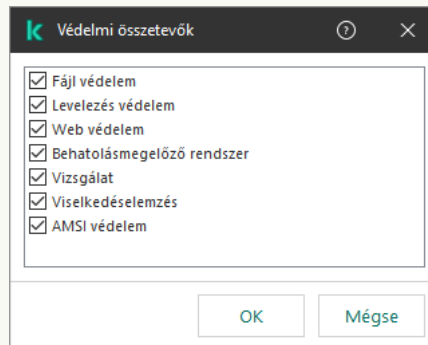 Védelmi összetevők
Fájl védelem
Levelezés védelem
Web védelem
Behatolásmegelőző rendszer
Vizsgálat
Viselkedéselemzés
AMSI védelem
OK Mégse